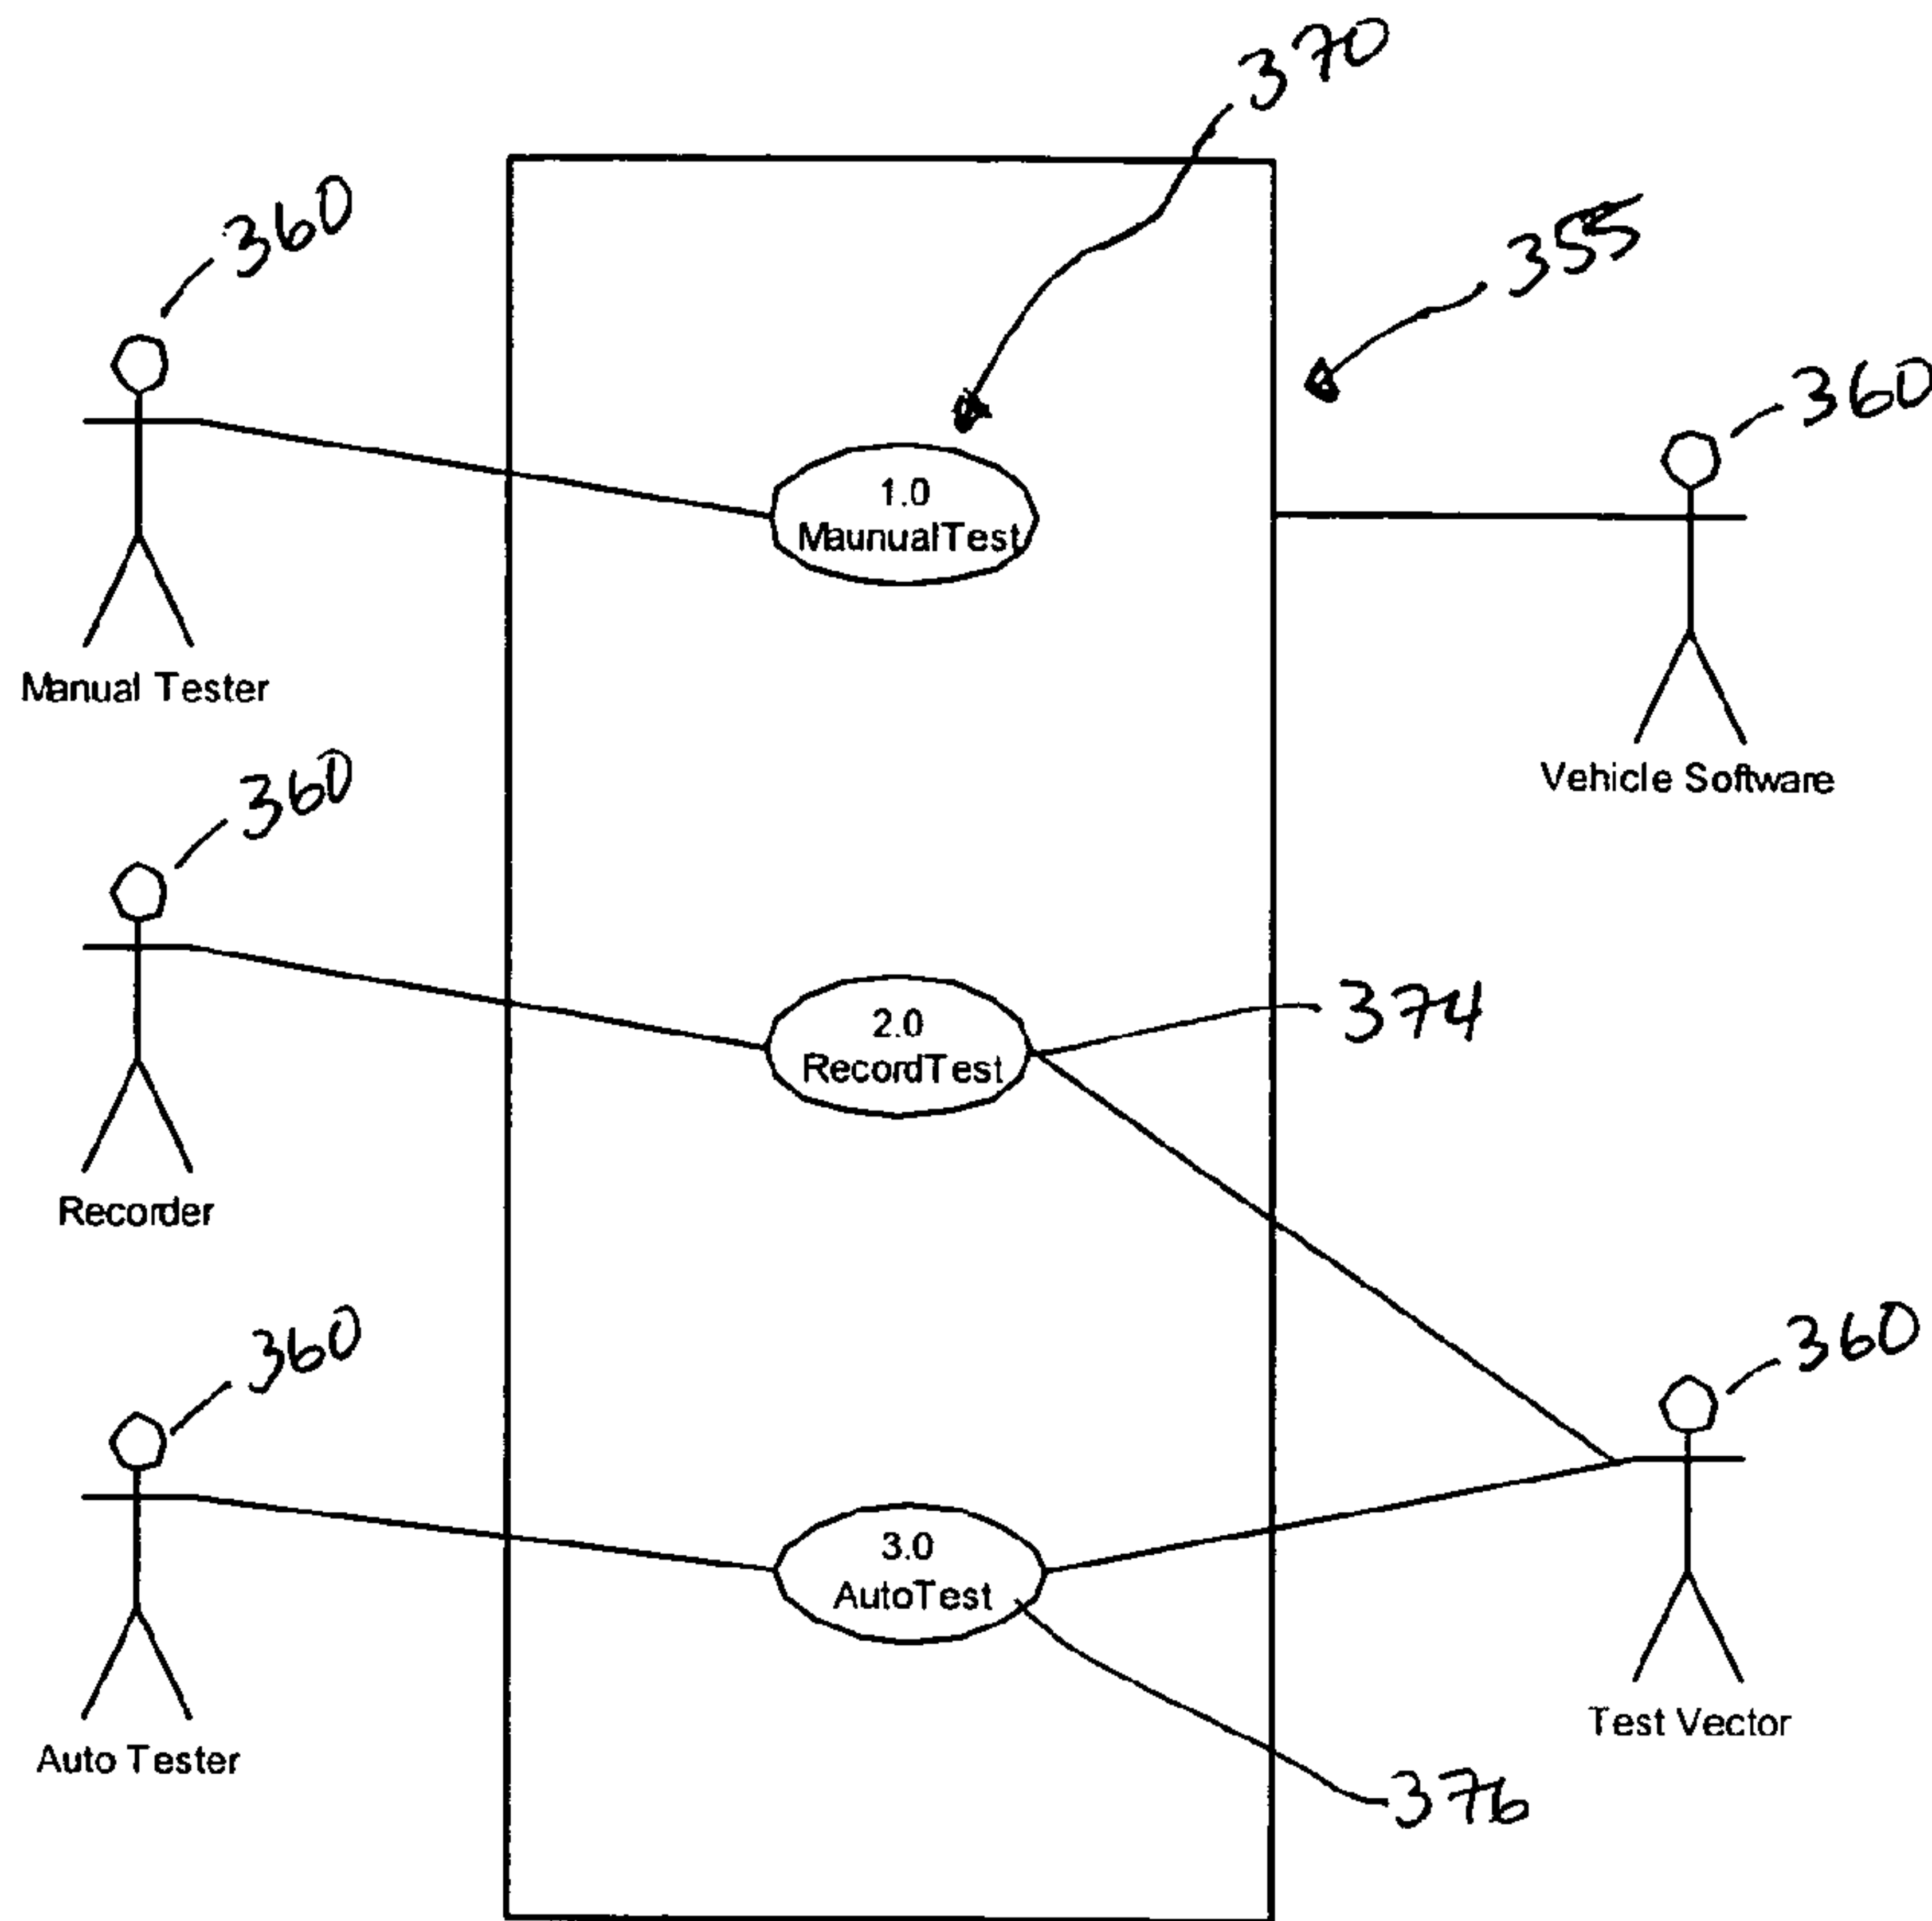 370
360
355
360
1.0
MaunualTest
Manual Tester
Vehicle Software
360
374
2.0
RecordTest
Recorder
360
360
3.0
AutoTest
Test Vector
Auto Tester
376